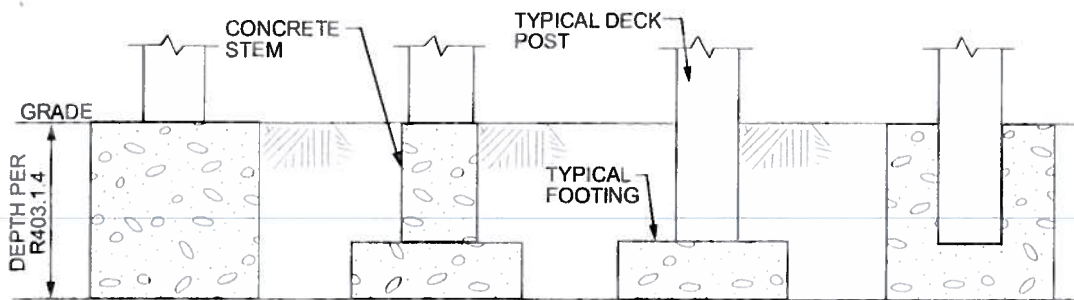 CONCRETE
STEM
TYPICAL DECK
POST
GRADE
DEPTH PER
R403.1.4
TYPICAL
FOOTING